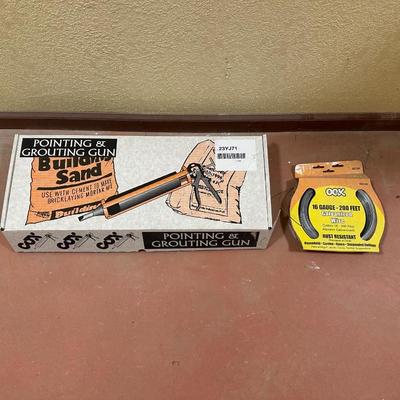 POINTING &
GROUTING GUN
23YJ71
Building
Sand
USE WITH CEMENT TO MAKE
BRICKLAYING MORTAR MIX
Building
POINTING &
GROUTING GUN
COX COX COX
OOK
16 GAUGE - 200 FEET
Galvanized
Wire
RUST RESISTANT